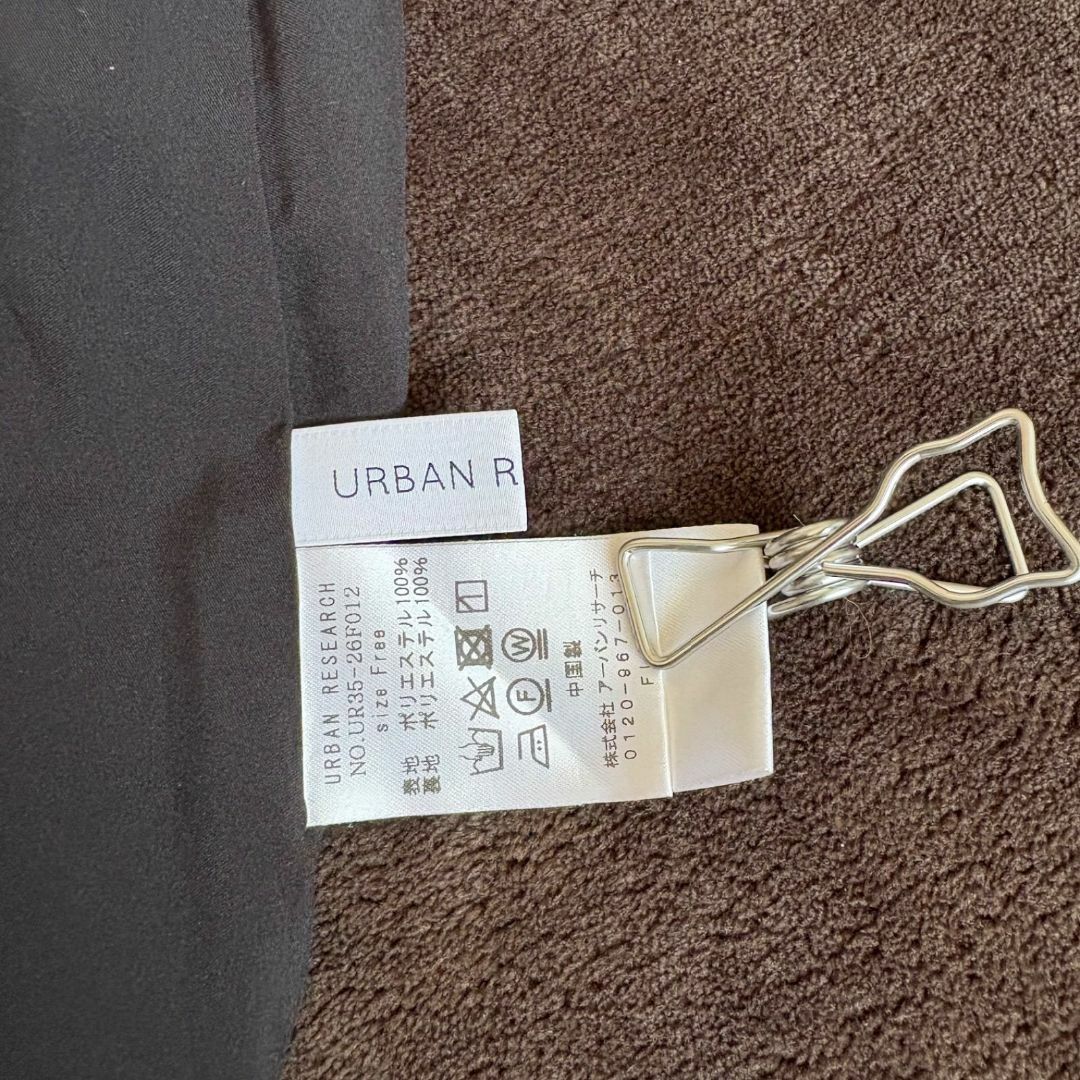 URBAN R
URBAN RESEARCH
NO.UR35-26F012
size Free
表地 ポリエステル100%
裏地 ポリエステル100%
W
F
中国製
株式会社 アーバンリサーチ
0120-967-013
F